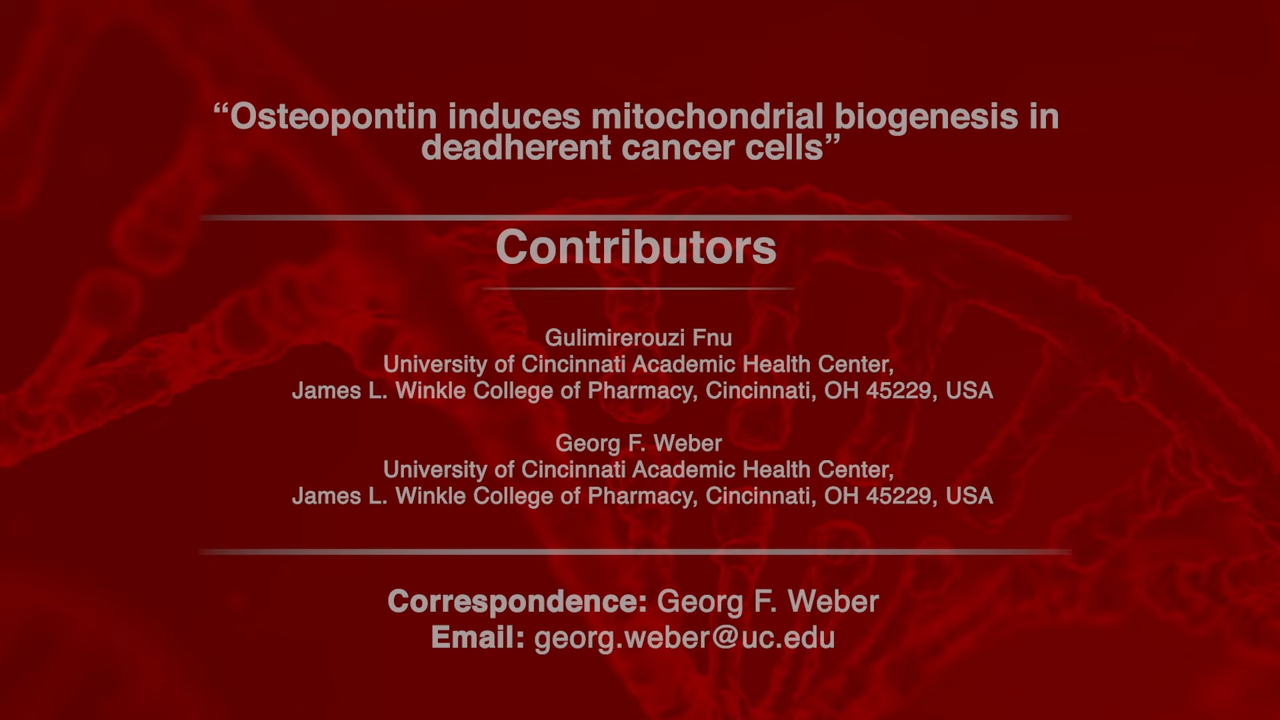 “Osteopontin induces mitochondrial biogenesis in
deadherent cancer cells”
Contributors
Gulimirerouzi Fnu
University of Cincinnati Academic Health Center,
James L. Winkle College of Pharmacy, Cincinnati, OH 45229, USA
Georg F. Weber
University of Cincinnati Academic Health Center,
James L. Winkle College of Pharmacy, Cincinnati, OH 45229, USA
Correspondence: Georg F. Weber
Email: georg.weber@uc.edu